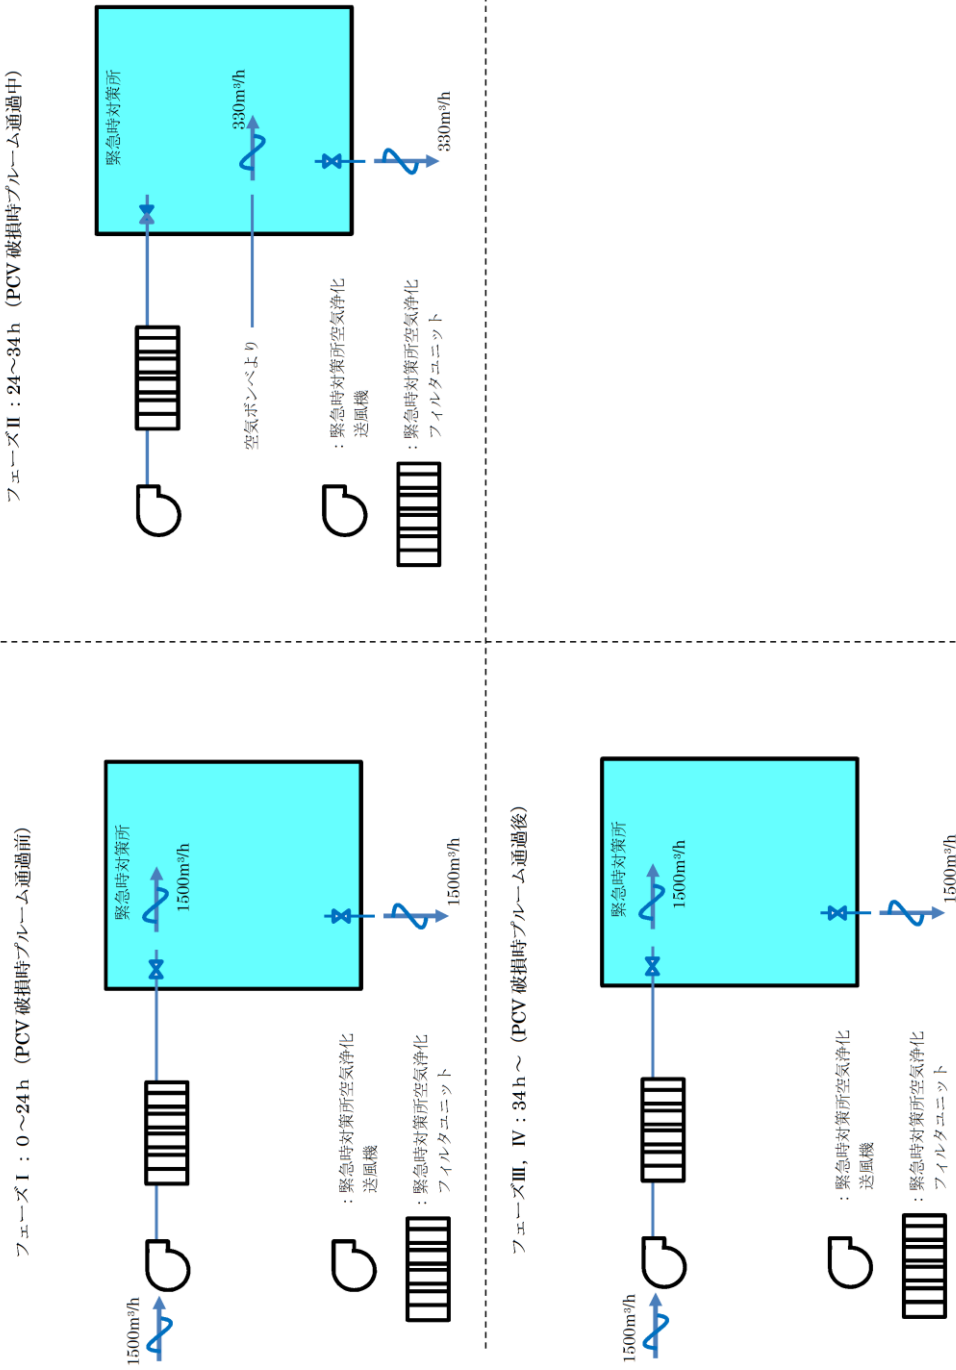 フェーズⅠ：0～24h（PCV 破損時プルーム通過前）
1500m³/h
緊急時対策所
1500m³/h
1500m³/h
：緊急時対策所空気浄化
送風機
：緊急時対策所空気浄化
フィルタユニット
フェーズⅡ：24～34h（PCV 破損時プルーム通過中）
緊急時対策所
330m³/h
空気ボンベより
330m³/h
：緊急時対策所空気浄化
送風機
：緊急時対策所空気浄化
フィルタユニット
フェーズⅢ，Ⅳ：34h～（PCV 破損時プルーム通過後）
1500m³/h
緊急時対策所
1500m³/h
1500m³/h
：緊急時対策所空気浄化
送風機
：緊急時対策所空気浄化
フィルタユニット